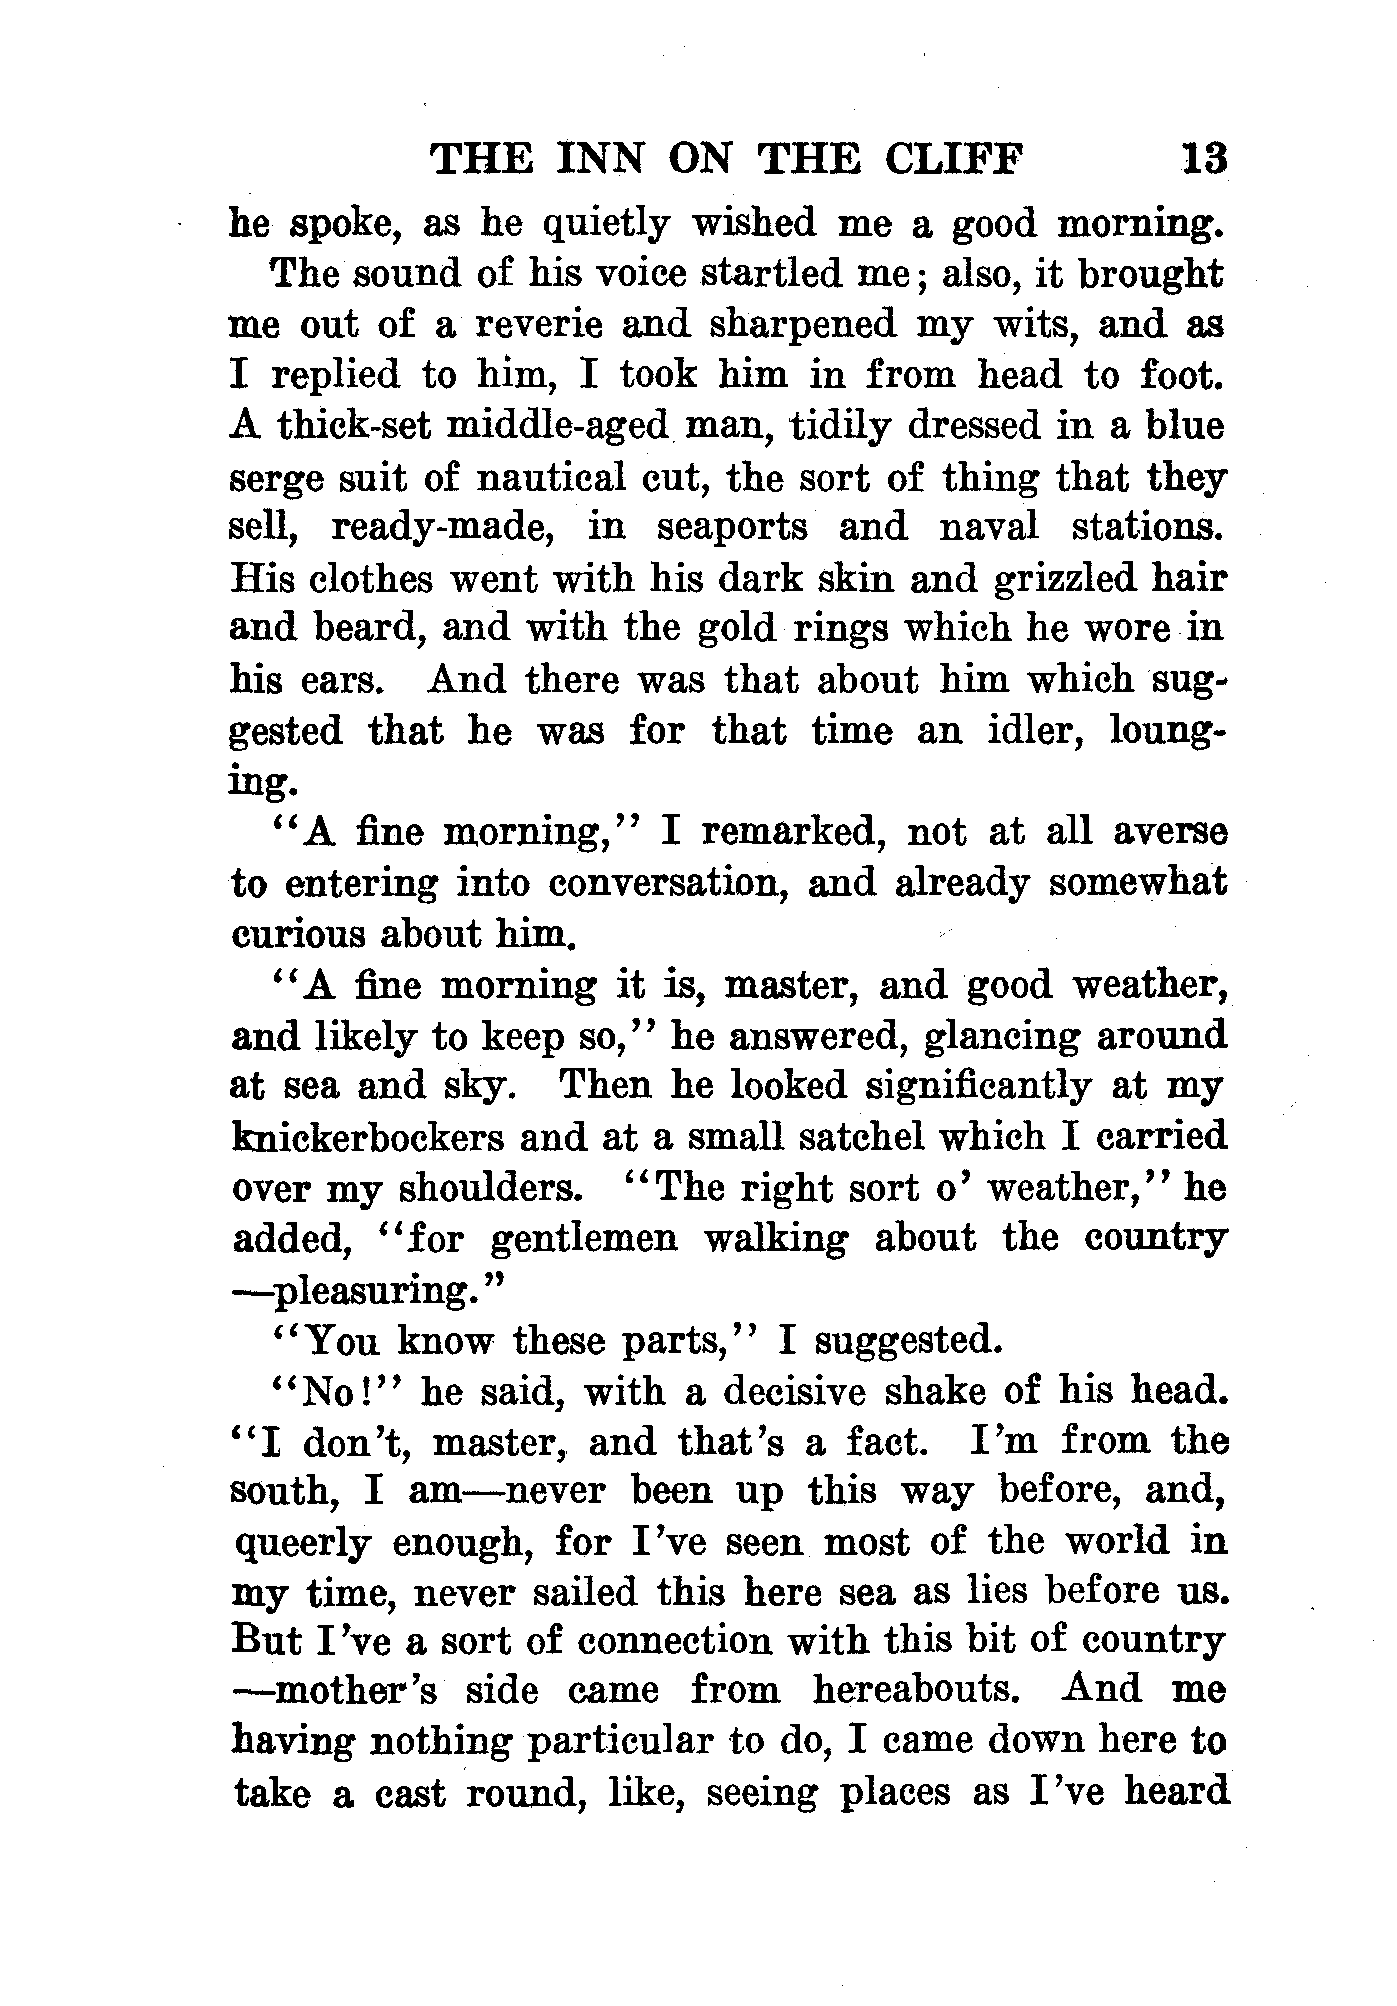 THE INN ON THE CLIFF 13
he spoke, as he quietly wished me a good morning.
The sound of his voice startled me; also, it brought
me out of a reverie and sharpened my wits, and as
I replied to him, I took him in from head to foot.
A thick-set middle-aged man, tidily dressed in a blue
serge suit of nautical cut, the sort of thing that they
sell, ready-made, in seaports and naval stations.
His clothes went with his dark skin and grizzled hair
and beard, and with the gold rings which he wore in
his ears. And there was that about him which sug-
gested that he was for that time an idler, loung-
ing.
"A fine morning," I remarked, not at all averse
to entering into conversation, and already somewhat
curious about him.
"A fine morning it is, master, and good weather,
and likely to keep so," he answered, glancing around
at sea and sky. Then he looked significantly at my
knickerbockers and at a small satchel which I carried
over my shoulders. "The right sort o' weather," he
added, "for gentlemen walking about the country
—pleasuring."
"You know these parts," I suggested.
"No!" he said, with a decisive shake of his head.
"I don't, master, and that's a fact. I'm from the
south, I am—never been up this way before, and,
queerly enough, for I've seen most of the world in
my time, never sailed this here sea as lies before us.
But I've a sort of connection with this bit of country
—mother's side came from hereabouts. And me
having nothing particular to do, I came down here to
take a cast round, like, seeing places as I've heard